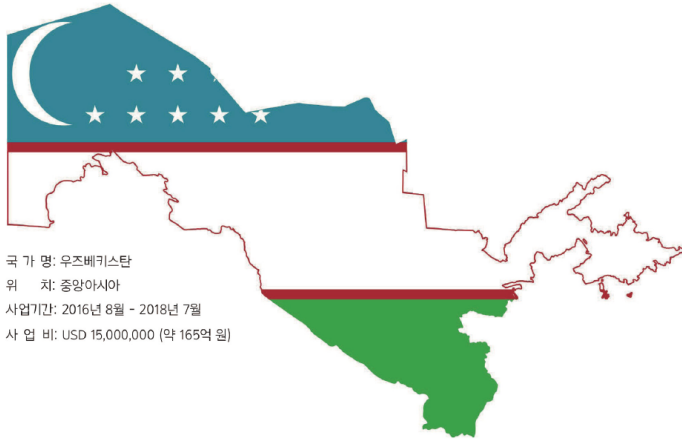 국 가 명: 우즈베키스탄
위 치: 중앙아시아
사업기간: 2016년 8월 - 2018년 7월
사 업 비: USD 15,000,000 (약 165억 원)